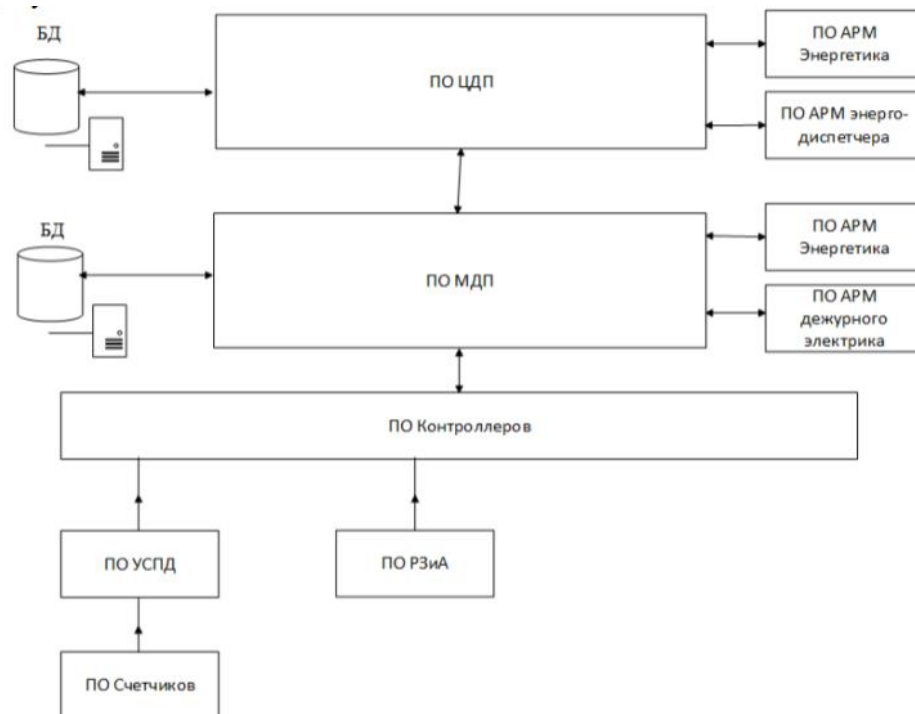 БД
ПО ЦДП
ПО АРМ
Энергетика
ПО АРМ энерго-
диспетчера
БД
ПО МДП
ПО АРМ
Энергетика
ПО АРМ
дежурного
электрика
ПО Контроллеров
ПО УСПД
ПО РЗиА
ПО Счетчиков